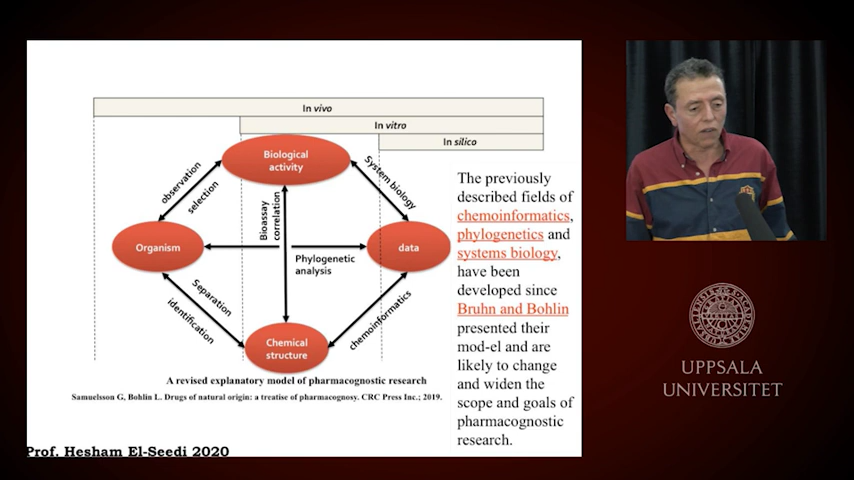 In vivo
In vitro
In silico
Biological
activity
observation
selection
System biology
Bioassay
correlation
Organism
data
Phylogenetic
analysis
Separation
identification
chemoinformatics
Chemical
structure
A revised explanatory model of pharmacognostic research
Samuelsson G, Bohlin L. Drugs of natural origin: a treatise of pharmacognosy. CRC Press Inc.; 2019.
The previously
described fields of
chemoinformatics,
phylogenetics and
systems biology,
have been
developed since
Bruhn and Bohlin
presented their
mod-el and are
likely to change
and widen the
scope and goals of
pharmacognostic
research.
Prof. Hesham El-Seedi 2020
UPPSALA
UNIVERSITET